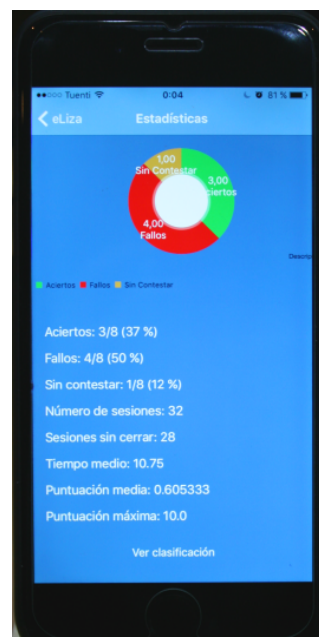 ●●○○○ Tuenti 0:04 81 %
eLiza Estadísticas
1,00
Sin Contestar
3,00
Aciertos
4,00
Fallos
Descrip
Aciertos Fallos Sin Contestar
Aciertos: 3/8 (37 %)
Fallos: 4/8 (50 %)
Sin contestar: 1/8 (12 %)
Número de sesiones: 32
Sesiones sin cerrar: 28
Tiempo medio: 10.75
Puntuación media: 0.605333
Puntuación máxima: 10.0
Ver clasificación